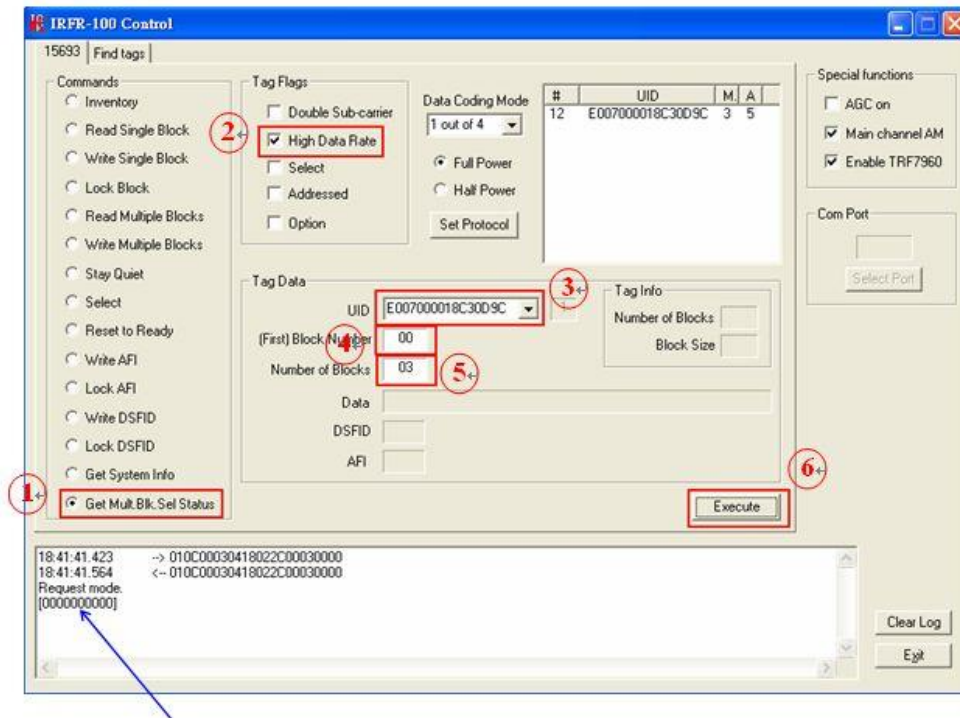 IRFR-100 Control
15693
Find tags
Commands
Inventory
Read Single Block
Write Single Block
Lock Block
Read Multiple Blocks
Write Multiple Blocks
Stay Quiet
Select
Reset to Ready
Write AFI
Lock AFI
Write DSFID
Lock DSFID
Get System Info
1
Get Mult.Blk.Sel Status
Tag Flags
Double Sub-carrier
2
High Data Rate
Select
Addressed
Option
Data Coding Mode
1 out of 4
Full Power
Half Power
Set Protocol
# UID M. A
12 E007000018C30D9C 3 5
Special functions
AGC on
Main channel AM
Enable TRF7960
Com Port
Select Port
Tag Data
UID E007000018C30D9C
3
(First) Block Number 00
4
Number of Blocks 03
5
Data
DSFID
AFI
Tag Info
Number of Blocks
Block Size
6
Execute
18:41:41.423 --> 010C00030418022C00030000
18:41:41.564 <-- 010C00030418022C00030000
Request mode.
[0000000000]
Clear Log
Exit